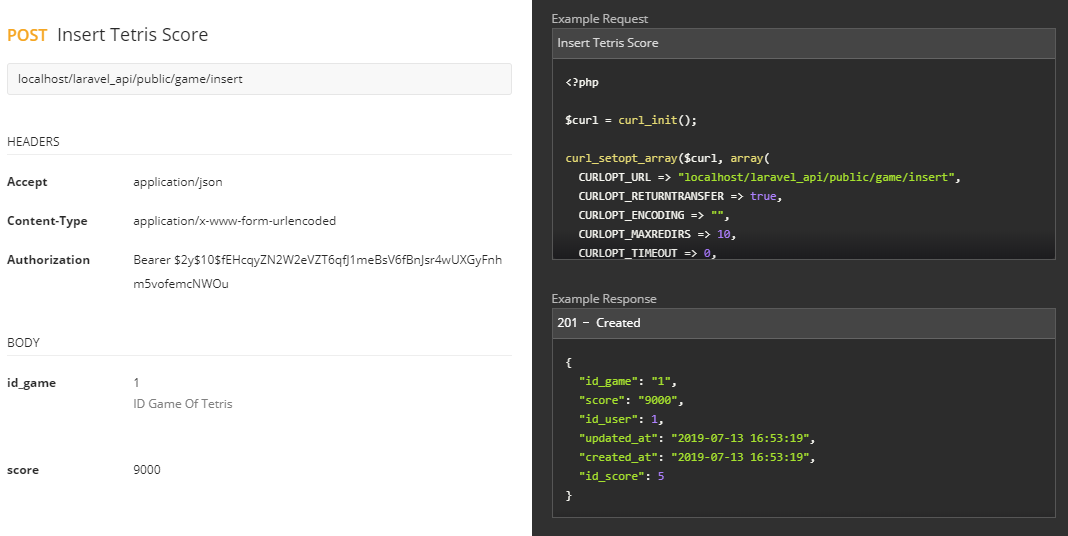 POST Insert Tetris Score
localhost/laravel_api/public/game/insert
HEADERS
Accept application/json
Content-Type application/x-www-form-urlencoded
Authorization Bearer $2y$10$fEHcqyZN2W2eVZT6qfJ1meBsV6fBnJsr4wUXGyFnh
m5vofemcNWOu
BODY
id_game 1
ID Game Of Tetris
score 9000
Example Request
Insert Tetris Score
<?php
$curl = curl_init();
curl_setopt_array($curl, array(
CURLOPT_URL => "localhost/laravel_api/public/game/insert",
CURLOPT_RETURNTRANSFER => true,
CURLOPT_ENCODING => "",
CURLOPT_MAXREDIRS => 10,
CURLOPT_TIMEOUT => 0,
Example Response
201 − Created
{
"id_game": "1",
"score": "9000",
"id_user": 1,
"updated_at": "2019-07-13 16:53:19",
"created_at": "2019-07-13 16:53:19",
"id_score": 5
}